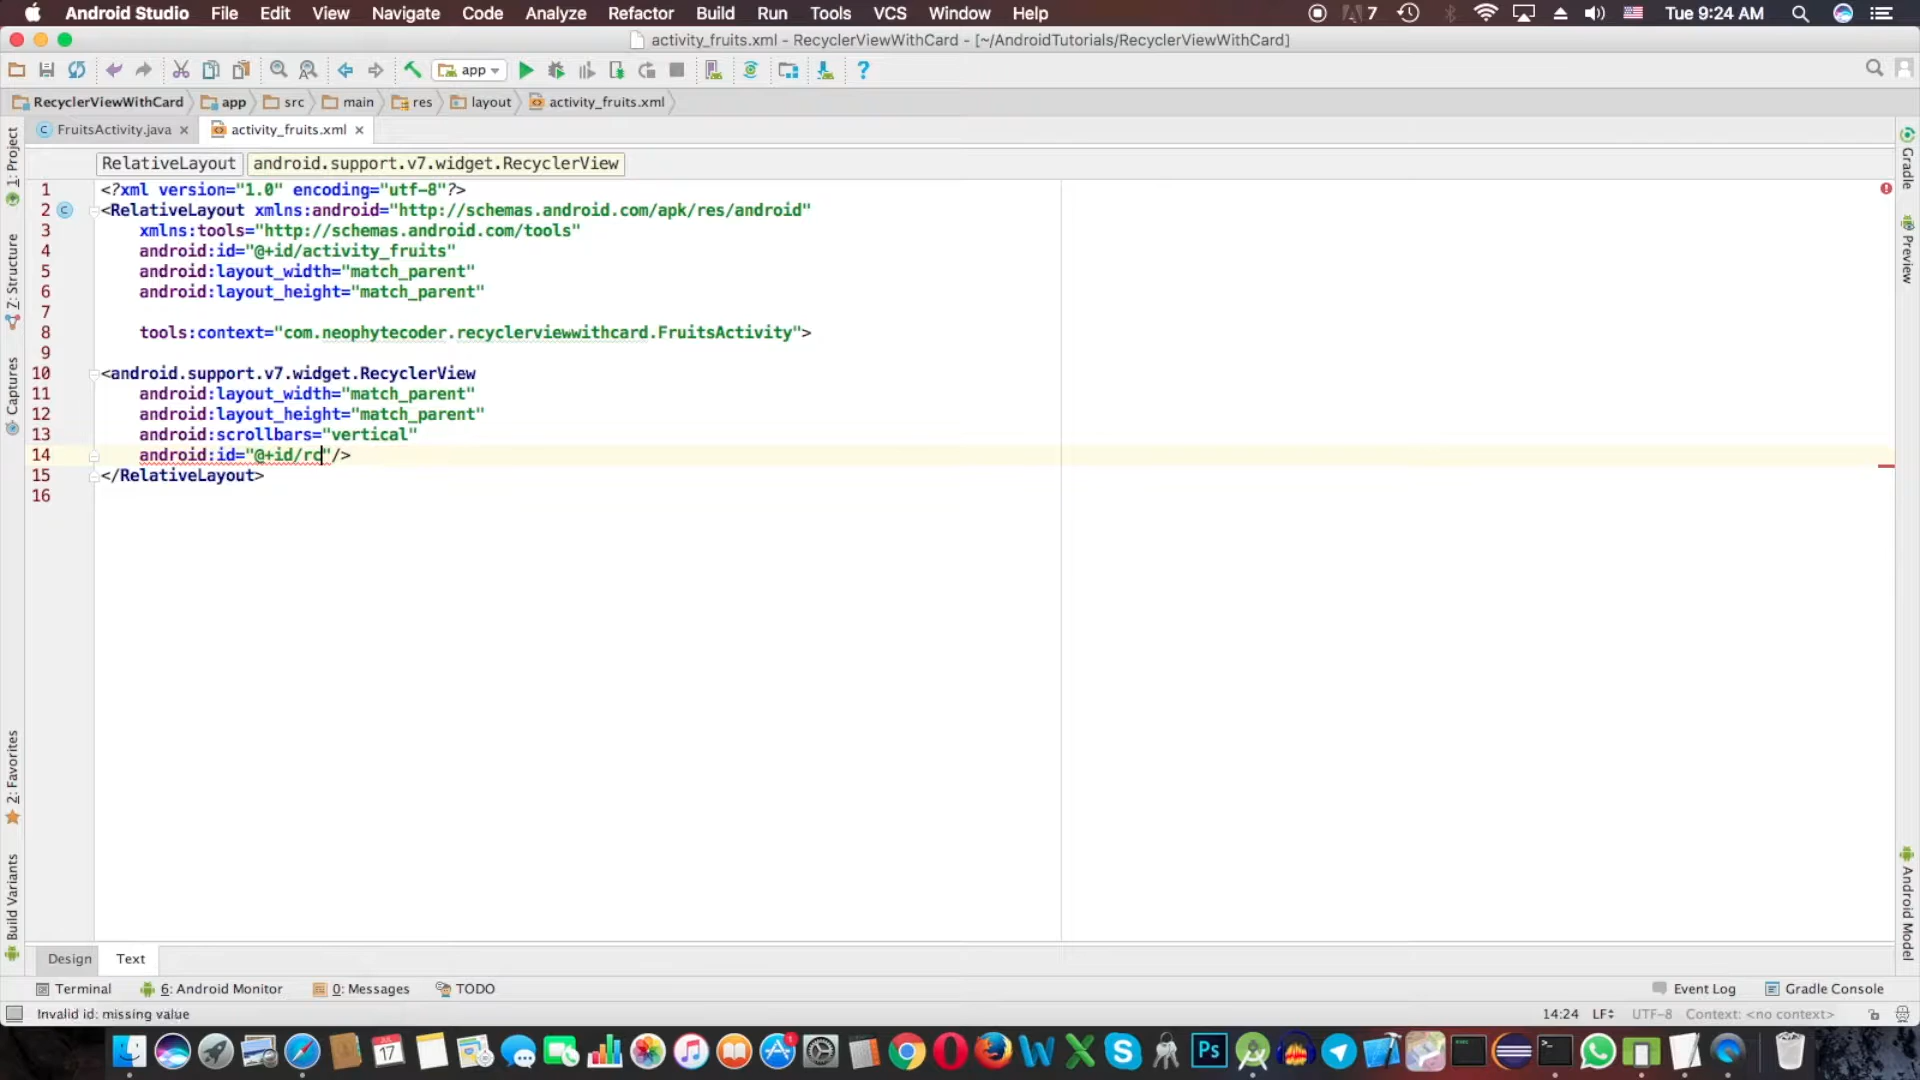 Android Studio File Edit View Navigate Code Analyze Refactor Build Run Tools VCS Window Help 7 Tue 9:24 AM
activity_fruits.xml - RecyclerViewWithCard - [~/AndroidTutorials/RecyclerViewWithCard]
app
RecyclerViewWithCard app src main res layout activity_fruits.xml
FruitsActivity.java activity_fruits.xml
RelativeLayout android.support.v7.widget.RecyclerView
1 <?xml version="1.0" encoding="utf-8"?>
2 <RelativeLayout xmlns:android="http://schemas.android.com/apk/res/android"
3 xmlns:tools="http://schemas.android.com/tools"
4 android:id="@+id/activity_fruits"
5 android:layout_width="match_parent"
6 android:layout_height="match_parent"
7
8 tools:context="com.neophytecoder.recyclerviewwithcard.FruitsActivity">
9
10 <android.support.v7.widget.RecyclerView
11 android:layout_width="match_parent"
12 android:layout_height="match_parent"
13 android:scrollbars="vertical"
14 android:id="@+id/rc"/>
15 </RelativeLayout>
16
1: Project
7: Structure
Captures
2: Favorites
Build Variants
Gradle
Preview
Android Model
Design Text
Terminal 6: Android Monitor 0: Messages TODO Event Log Gradle Console
Invalid id: missing value 14:24 LF UTF-8 Context: <no context>
JUL
17
Ps